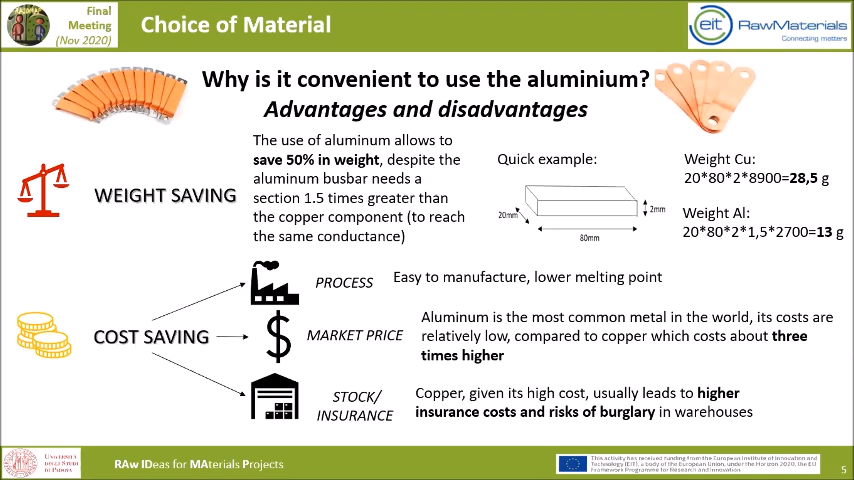 Final
Meeting
(Nov 2020)
Choice of Material
eit RawMaterials
Connecting matters
Why is it convenient to use the aluminium?
Advantages and disadvantages
WEIGHT SAVING
The use of aluminum allows to
save 50% in weight, despite the
aluminum busbar needs a
section 1.5 times greater than
the copper component (to reach
the same conductance)
Quick example:
20mm
80mm
2mm
Weight Cu:
20*80*2*8900=28,5 g
Weight Al:
20*80*2*1,5*2700=13 g
COST SAVING
PROCESS
Easy to manufacture, lower melting point
MARKET PRICE
Aluminum is the most common metal in the world, its costs are
relatively low, compared to copper which costs about three
times higher
STOCK/
INSURANCE
Copper, given its high cost, usually leads to higher
insurance costs and risks of burglary in warehouses
UNIVERSITÀ
DEGLI STUDI
DI PADOVA
RAw IDeas for MAterials Projects
This activity has received funding from the European Institute of Innovation and
Technology (EIT), a body of the European Union, under the Horizon 2020, the EU
Framework Programme for Research and Innovation
5